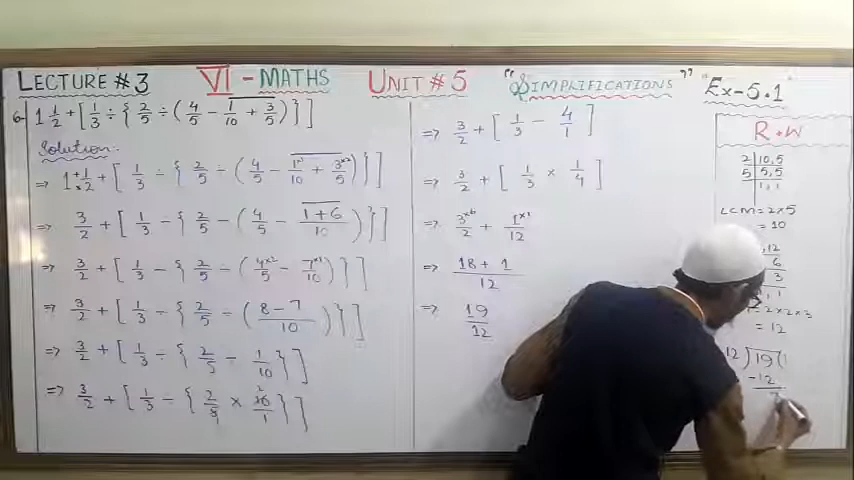 LECTURE #3 VI - MATHS UNIT # 5 "SIMPLIFICATIONS" Ex-5.1
6- 1 1/2 + [ 1/3 ÷ { 2/5 ÷ ( 4/5 - 1/10 + 3/5 ) } ]
Solution:-
=> 1 + 1/2 + [ 1/3 ÷ { 2/5 ÷ ( 4/5 - 1/10 + 3×2/5 ) } ]
=> 3/2 + [ 1/3 ÷ { 2/5 ÷ ( 4/5 - 1+6/10 ) } ]
=> 3/2 + [ 1/3 ÷ { 2/5 ÷ ( 4×2/5 - 7×1/10 ) } ]
=> 3/2 + [ 1/3 ÷ { 2/5 ÷ ( 8-7/10 ) } ]
=> 3/2 + [ 1/3 ÷ { 2/5 ÷ 1/10 } ]
=> 3/2 + [ 1/3 ÷ { 2/5 × 10/1 } ]
=> 3/2 + [ 1/3 ÷ 4/1 ]
=> 3/2 + [ 1/3 × 1/4 ]
=> 3×6/2 + 1×1/12
=> 18+1/12
=> 19/12
R.W
2 | 10,5
5 | 5,5
1,1
LCM = 2×5
= 10
,12
6
3
,1
= 2×2×3
= 12
12 ) 19 ( 1
-12
7